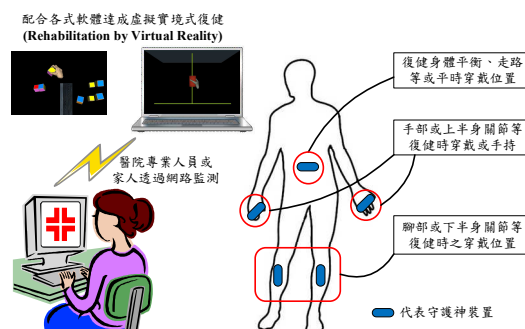 配合各式軟體達成虛擬實境式復健
(Rehabilitation by Virtual Reality)
醫院專業人員或
家人透過網路監測
復健身體平衡、走路
等或平時穿戴位置
手部或上半身關節等
復健時穿戴或手持
腳部或下半身關節等
復健時之穿戴位置
代表守護神裝置